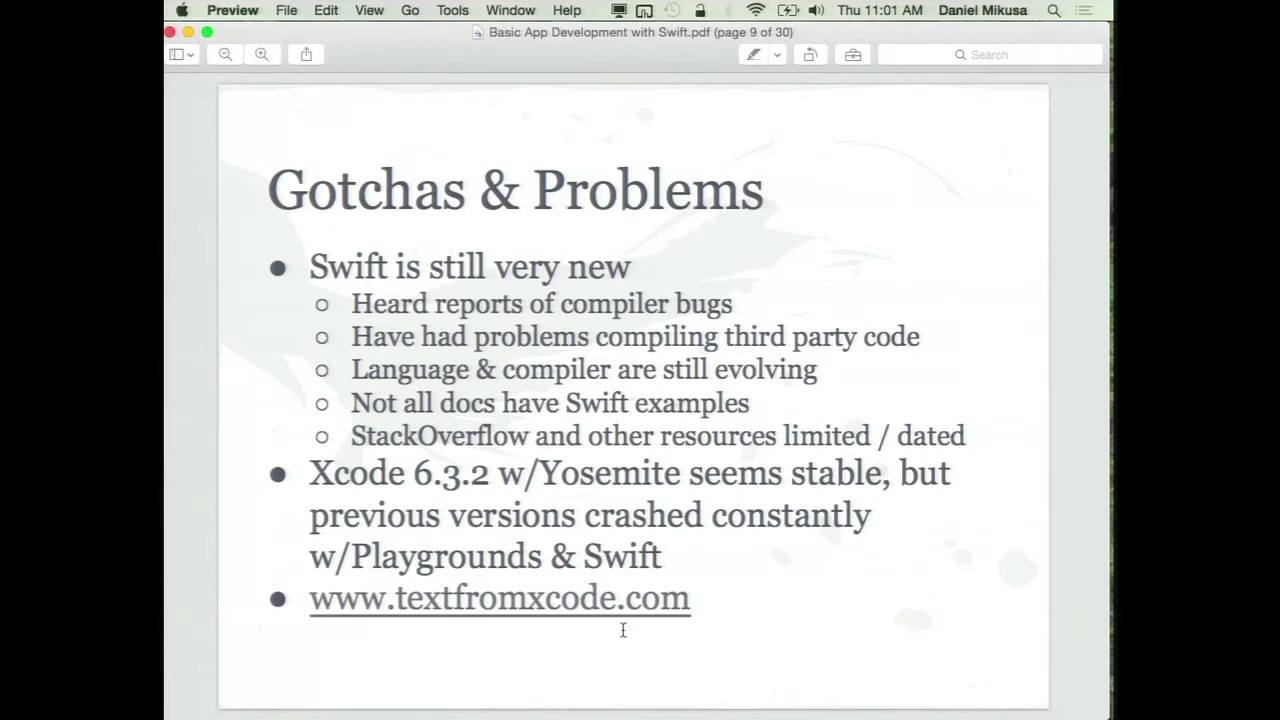 Preview File Edit View Go Tools Window Help Thu 11:01 AM Daniel Mikusa
Basic App Development with Swift.pdf (page 9 of 30)
Search
Gotchas & Problems
● Swift is still very new
○ Heard reports of compiler bugs
○ Have had problems compiling third party code
○ Language & compiler are still evolving
○ Not all docs have Swift examples
○ StackOverflow and other resources limited / dated
● Xcode 6.3.2 w/Yosemite seems stable, but
previous versions crashed constantly
w/Playgrounds & Swift
● www.textfromxcode.com